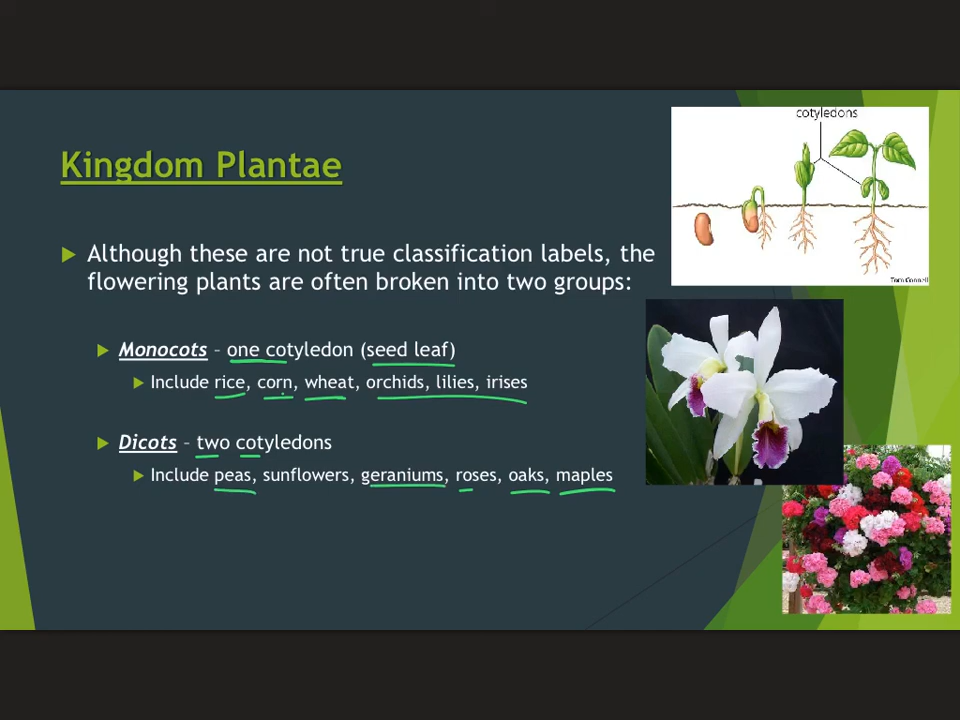 Kingdom Plantae
Although these are not true classification labels, the
flowering plants are often broken into two groups:
Monocots – one cotyledon (seed leaf)
Include rice, corn, wheat, orchids, lilies, irises
Dicots – two cotyledons
Include peas, sunflowers, geraniums, roses, oaks, maples
cotyledons
Tom Connell